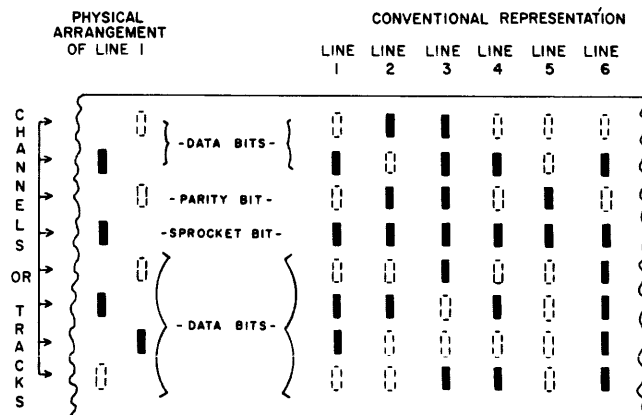 PHYSICAL
ARRANGEMENT
OF LINE 1
CONVENTIONAL REPRESENTATION
LINE LINE LINE LINE LINE LINE
1 2 3 4 5 6
CHANNELS OR TRACKS
-DATA BITS-
-PARITY BIT-
-SPROCKET BIT-
-DATA BITS-